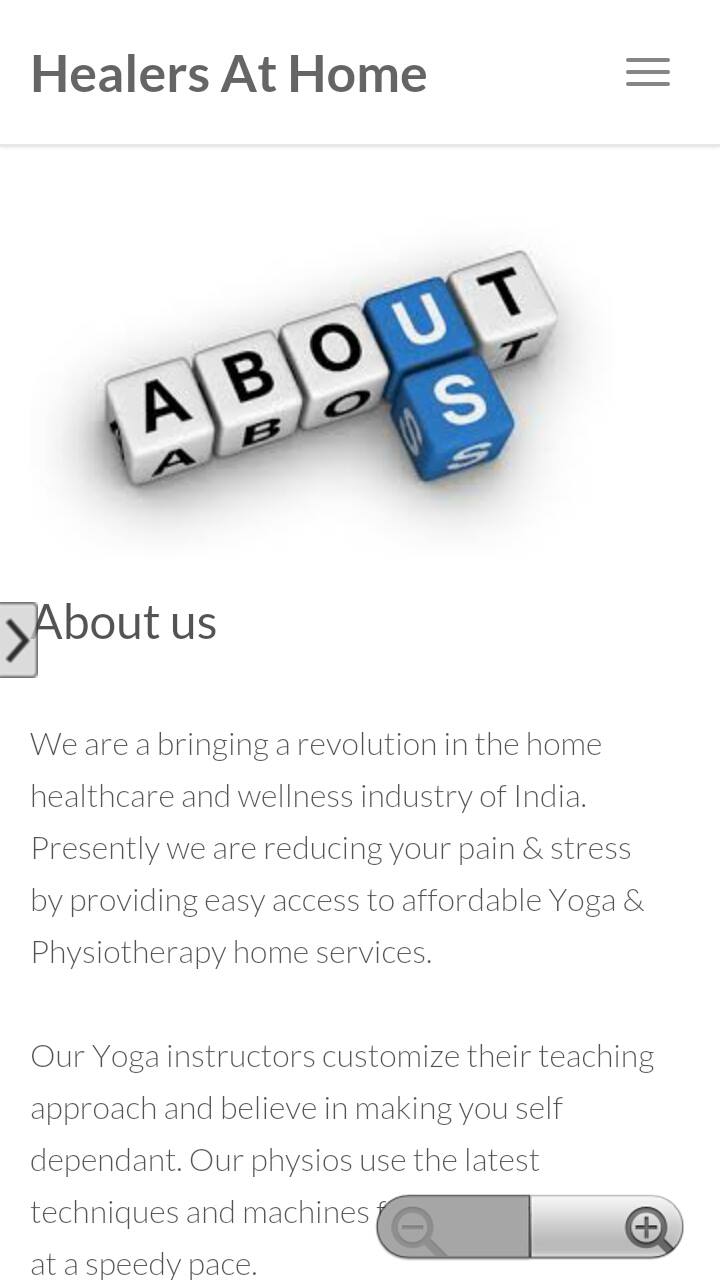 Healers At Home
ABOUT
US
About us
We are a bringing a revolution in the home
healthcare and wellness industry of India.
Presently we are reducing your pain & stress
by providing easy access to affordable Yoga &
Physiotherapy home services.
Our Yoga instructors customize their teaching
approach and believe in making you self
dependant. Our physios use the latest
techniques and machines
at a speedy pace.